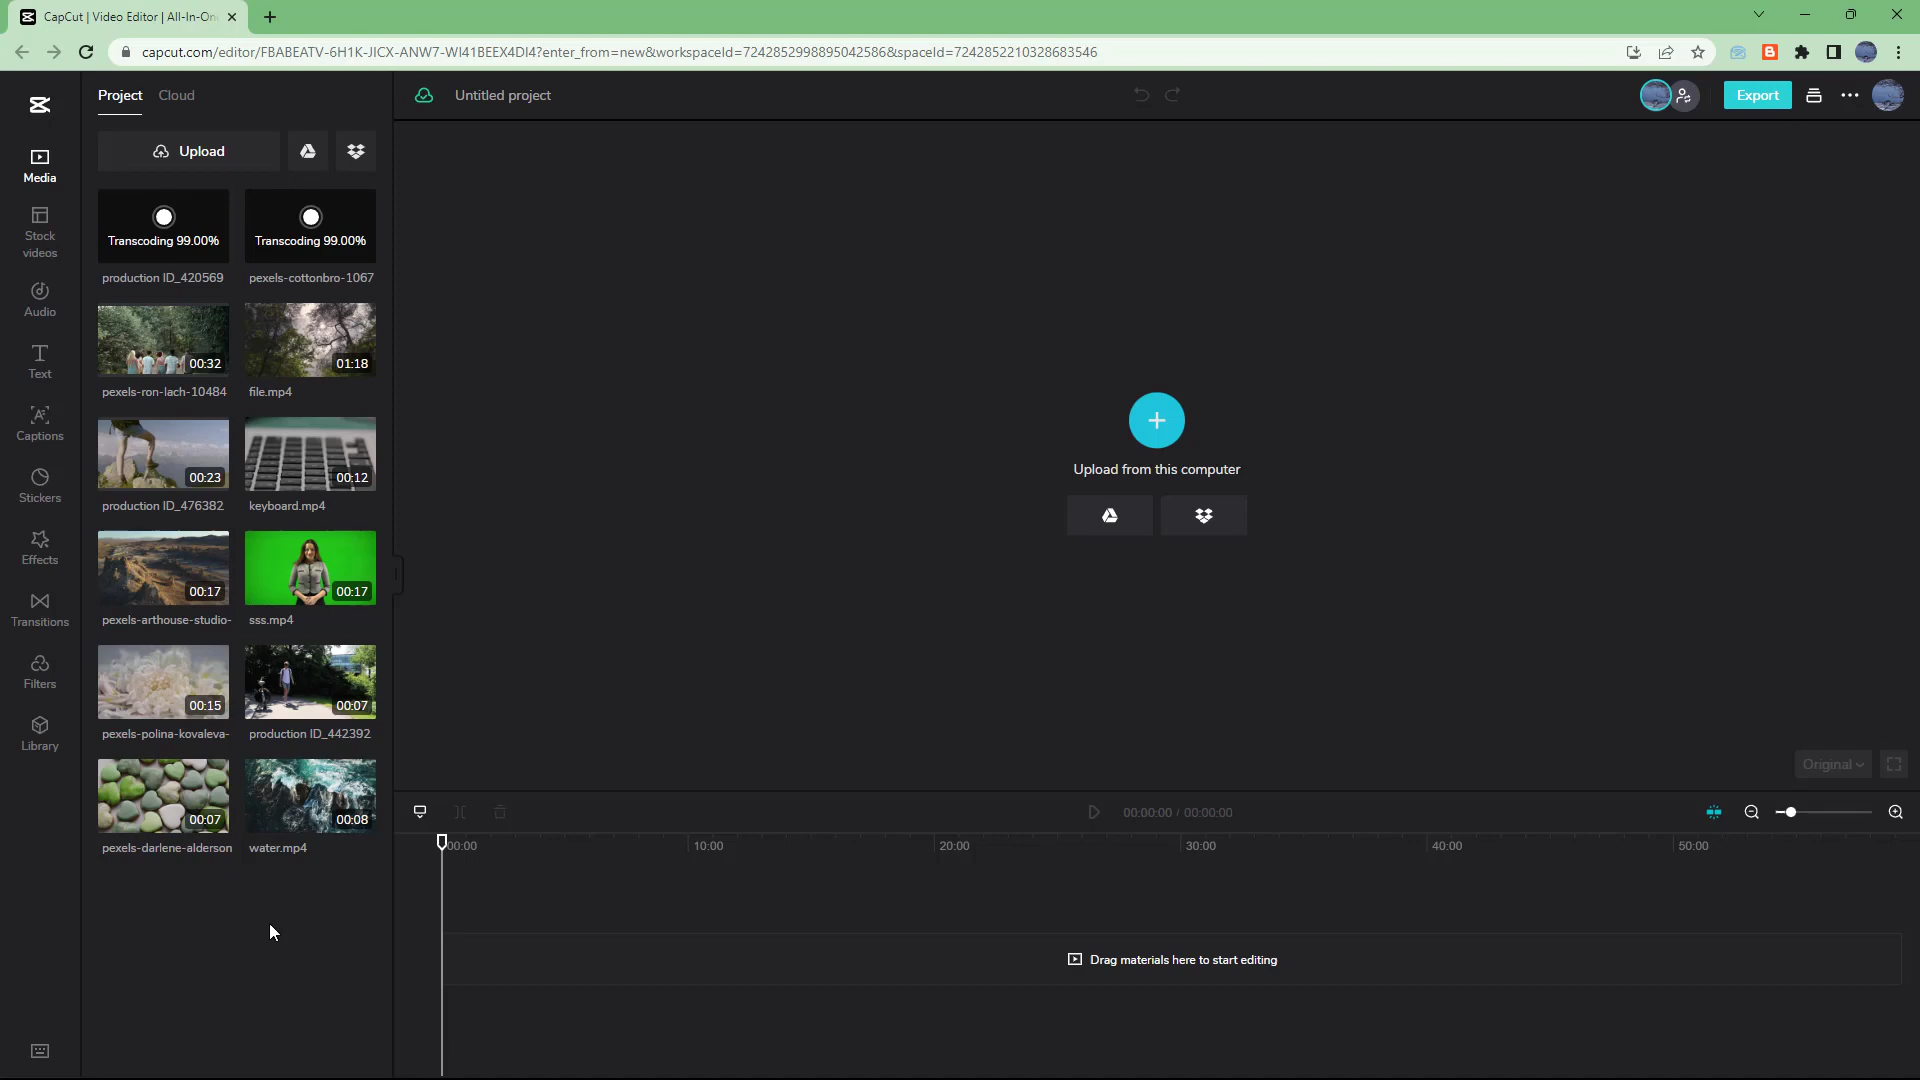 CapCut | Video Editor | All-In-On
capcut.com/editor/FBABEATV-6H1K-JICX-ANW7-WI41BEEX4DI4?enter_from=new&workspaceId=7242852998895042586&spaceId=7242852210328683546
Project Cloud
Untitled project
Export
Upload
Media
Stock videos
Audio
Text
Captions
Stickers
Effects
Transitions
Filters
Library
Transcoding 99.00% Transcoding 99.00%
production ID_420569 pexels-cottonbro-1067
00:32 01:18
pexels-ron-lach-10484 file.mp4
00:23 00:12
production ID_476382 keyboard.mp4
00:17 00:17
pexels-arthouse-studio- sss.mp4
00:15 00:07
pexels-polina-kovaleva- production ID_442392
00:07 00:08
pexels-darlene-alderson water.mp4
Upload from this computer
Original
00:00:00 / 00:00:00
00:00 10:00 20:00 30:00 40:00 50:00
Drag materials here to start editing